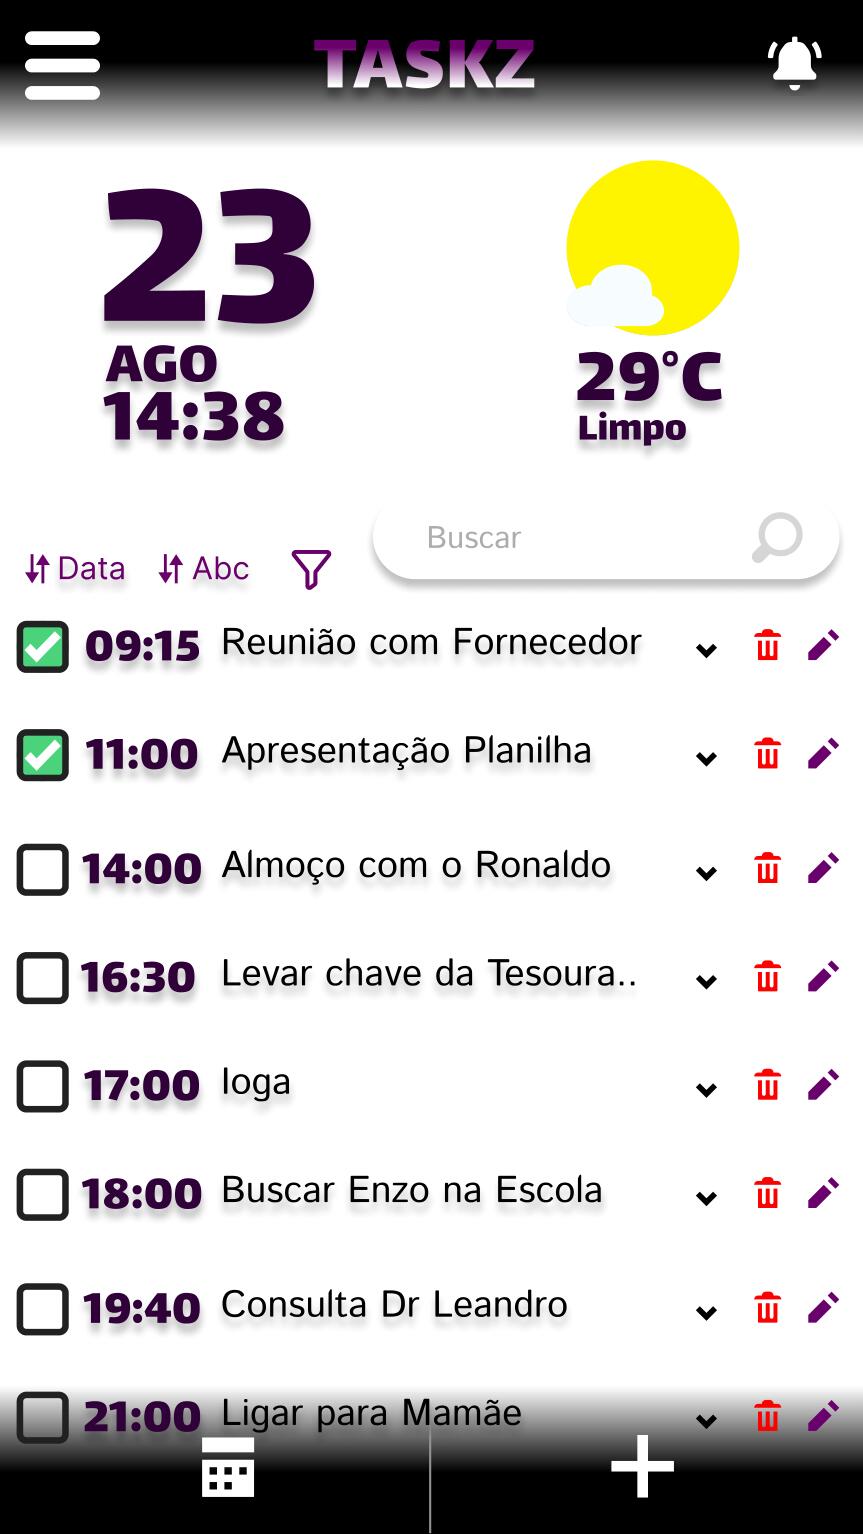 TASKZ
23
AGO
14:38
29°C
Limpo
Buscar
Data Abc
09:15 Reunião com Fornecedor
11:00 Apresentação Planilha
14:00 Almoço com o Ronaldo
16:30 Levar chave da Tesoura..
17:00 Ioga
18:00 Buscar Enzo na Escola
19:40 Consulta Dr Leandro
21:00 Ligar para Mamãe